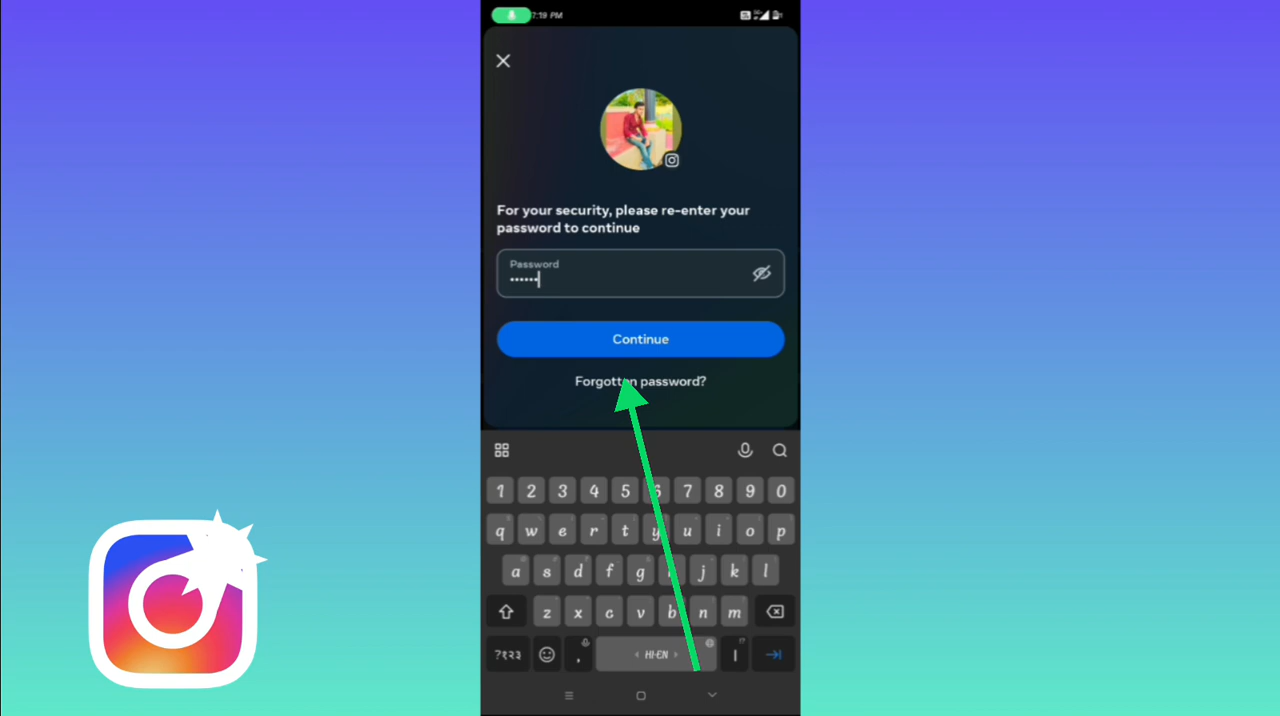 7:19 PM
For your security, please re-enter your
password to continue
Password
••••••
Continue
Forgotten password?
1 2 3 4 5 6 7 8 9 0
q w e r t y u i o p
a s d f g j k l
z x c v b n m
?१२३ , HI-EN ।